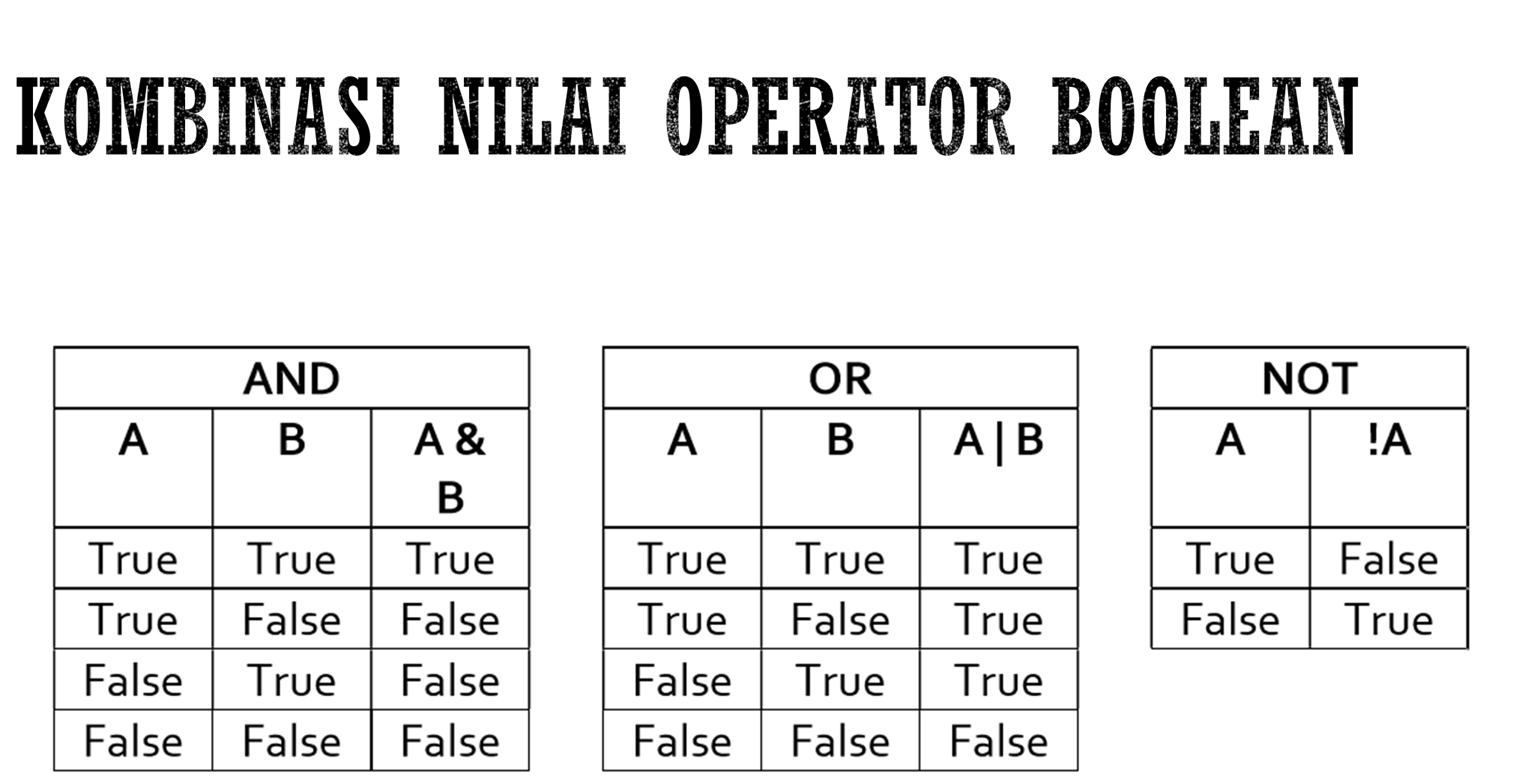 KOMBINASI NILAI OPERATOR BOOLEAN
AND
A B A &
B
True True True
True False False
False True False
False False False
OR
A B A | B
True True True
True False True
False True True
False False False
NOT
A !A
True False
False True